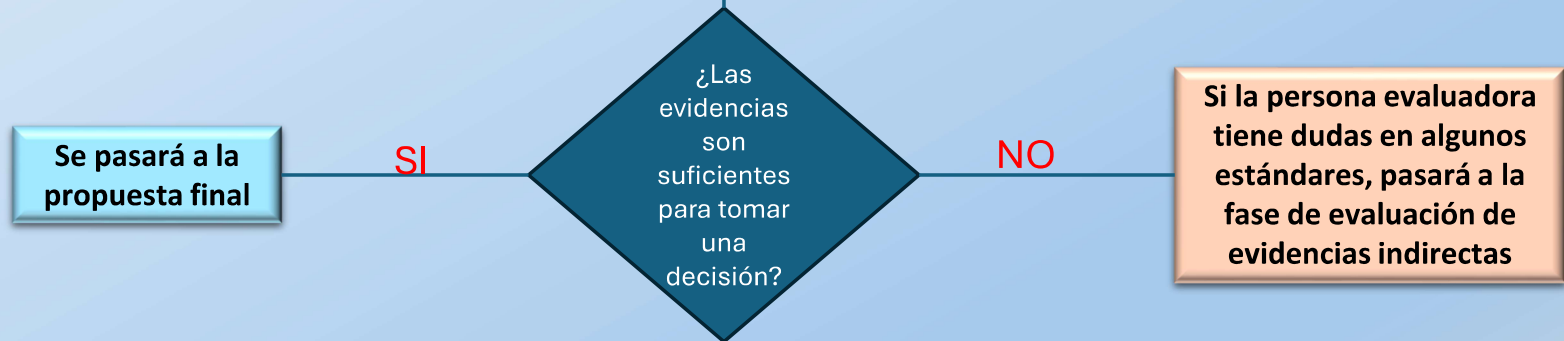 Se pasará a la
propuesta final
SI
¿Las
evidencias
son
suficientes
para tomar
una
decisión?
NO
Si la persona evaluadora
tiene dudas en algunos
estándares, pasará a la
fase de evaluación de
evidencias indirectas